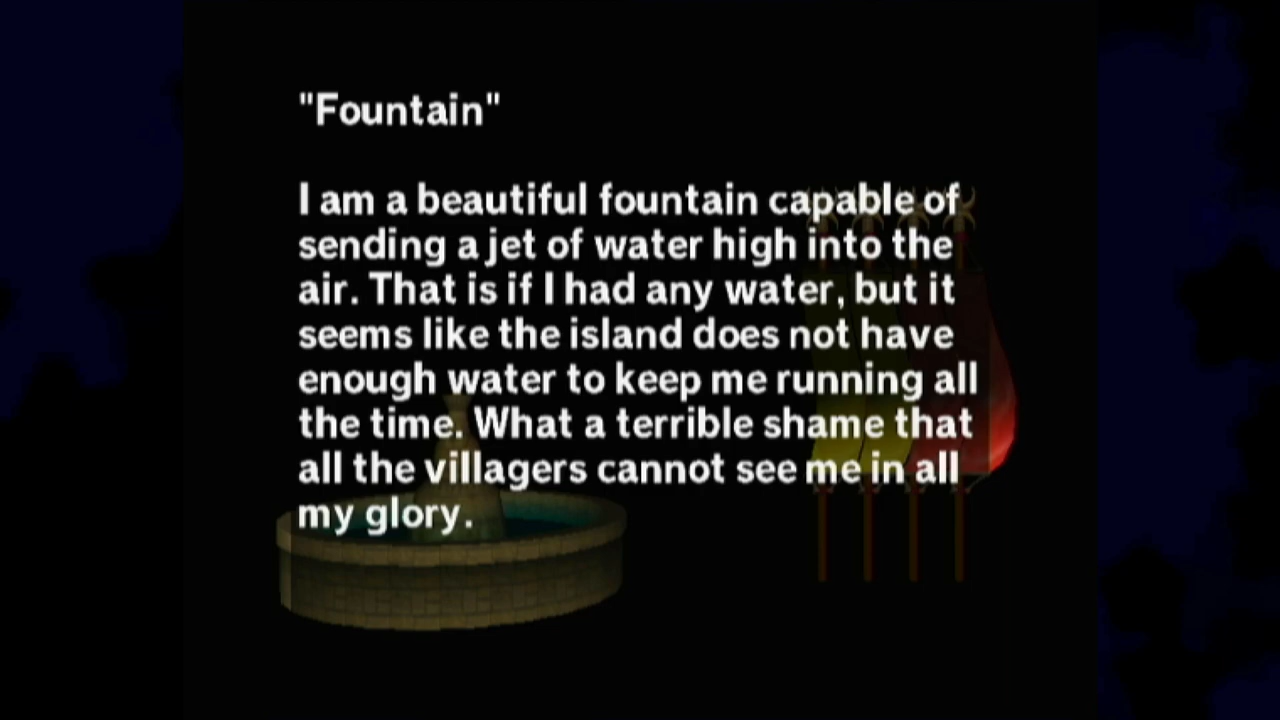 "Fountain"
I am a beautiful fountain capable of
sending a jet of water high into the
air. That is if I had any water, but it
seems like the island does not have
enough water to keep me running all
the time. What a terrible shame that
all the villagers cannot see me in all
my glory.